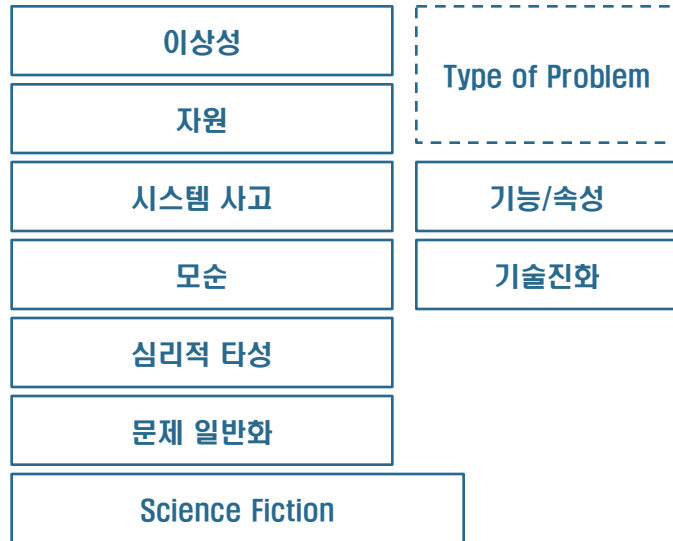 이상성
자원
시스템 사고
모순
심리적 타성
문제 일반화
Science Fiction
Type of Problem
기능/속성
기술진화